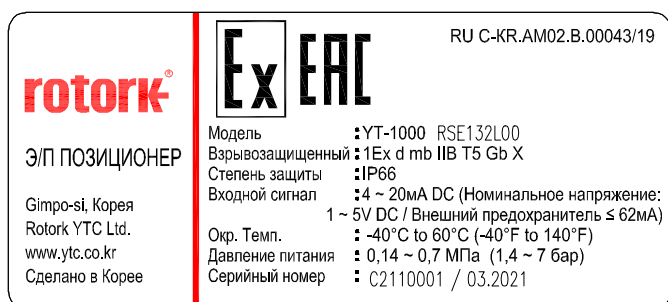 rotork®
Э/П ПОЗИЦИОНЕР
Gimpo-si, Корея
Rotork YTC Ltd.
www.ytc.co.kr
Сделано в Корее
Ex EAC
RU C-KR.AM02.B.00043/19
Модель : YT-1000 RSE132L00
Взрывозащищенный : 1Ex d mb IIB T5 Gb X
Степень защиты : IP66
Входной сигнал : 4 ~ 20мА DC (Номинальное напряжение:
1 ~ 5V DC / Внешний предохранитель ≤ 62мА)
Окр. Темп. : -40°C to 60°C (-40°F to 140°F)
Давление питания : 0,14 ~ 0,7 МПа (1,4 ~ 7 бар)
Серийный номер : C2110001 / 03.2021